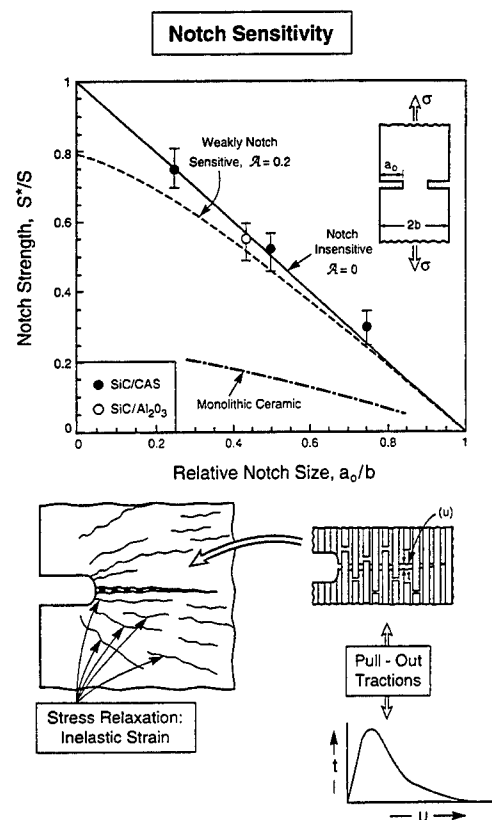 Notch Sensitivity
Notch Strength, S*/S
1
0.8
0.6
0.4
0.2
0
Weakly Notch
Sensitive, 𝒜 = 0.2
Notch
Insensitive
𝒜 = 0
Monolithic Ceramic
SiC/CAS
SiC/Al₂O₃
σ
a₀
2b
σ
0
0.2
0.4
0.6
0.8
1
Relative Notch Size, a₀/b
(u)
t
Stress Relaxation:
Inelastic Strain
Pull - Out
Tractions
t
U